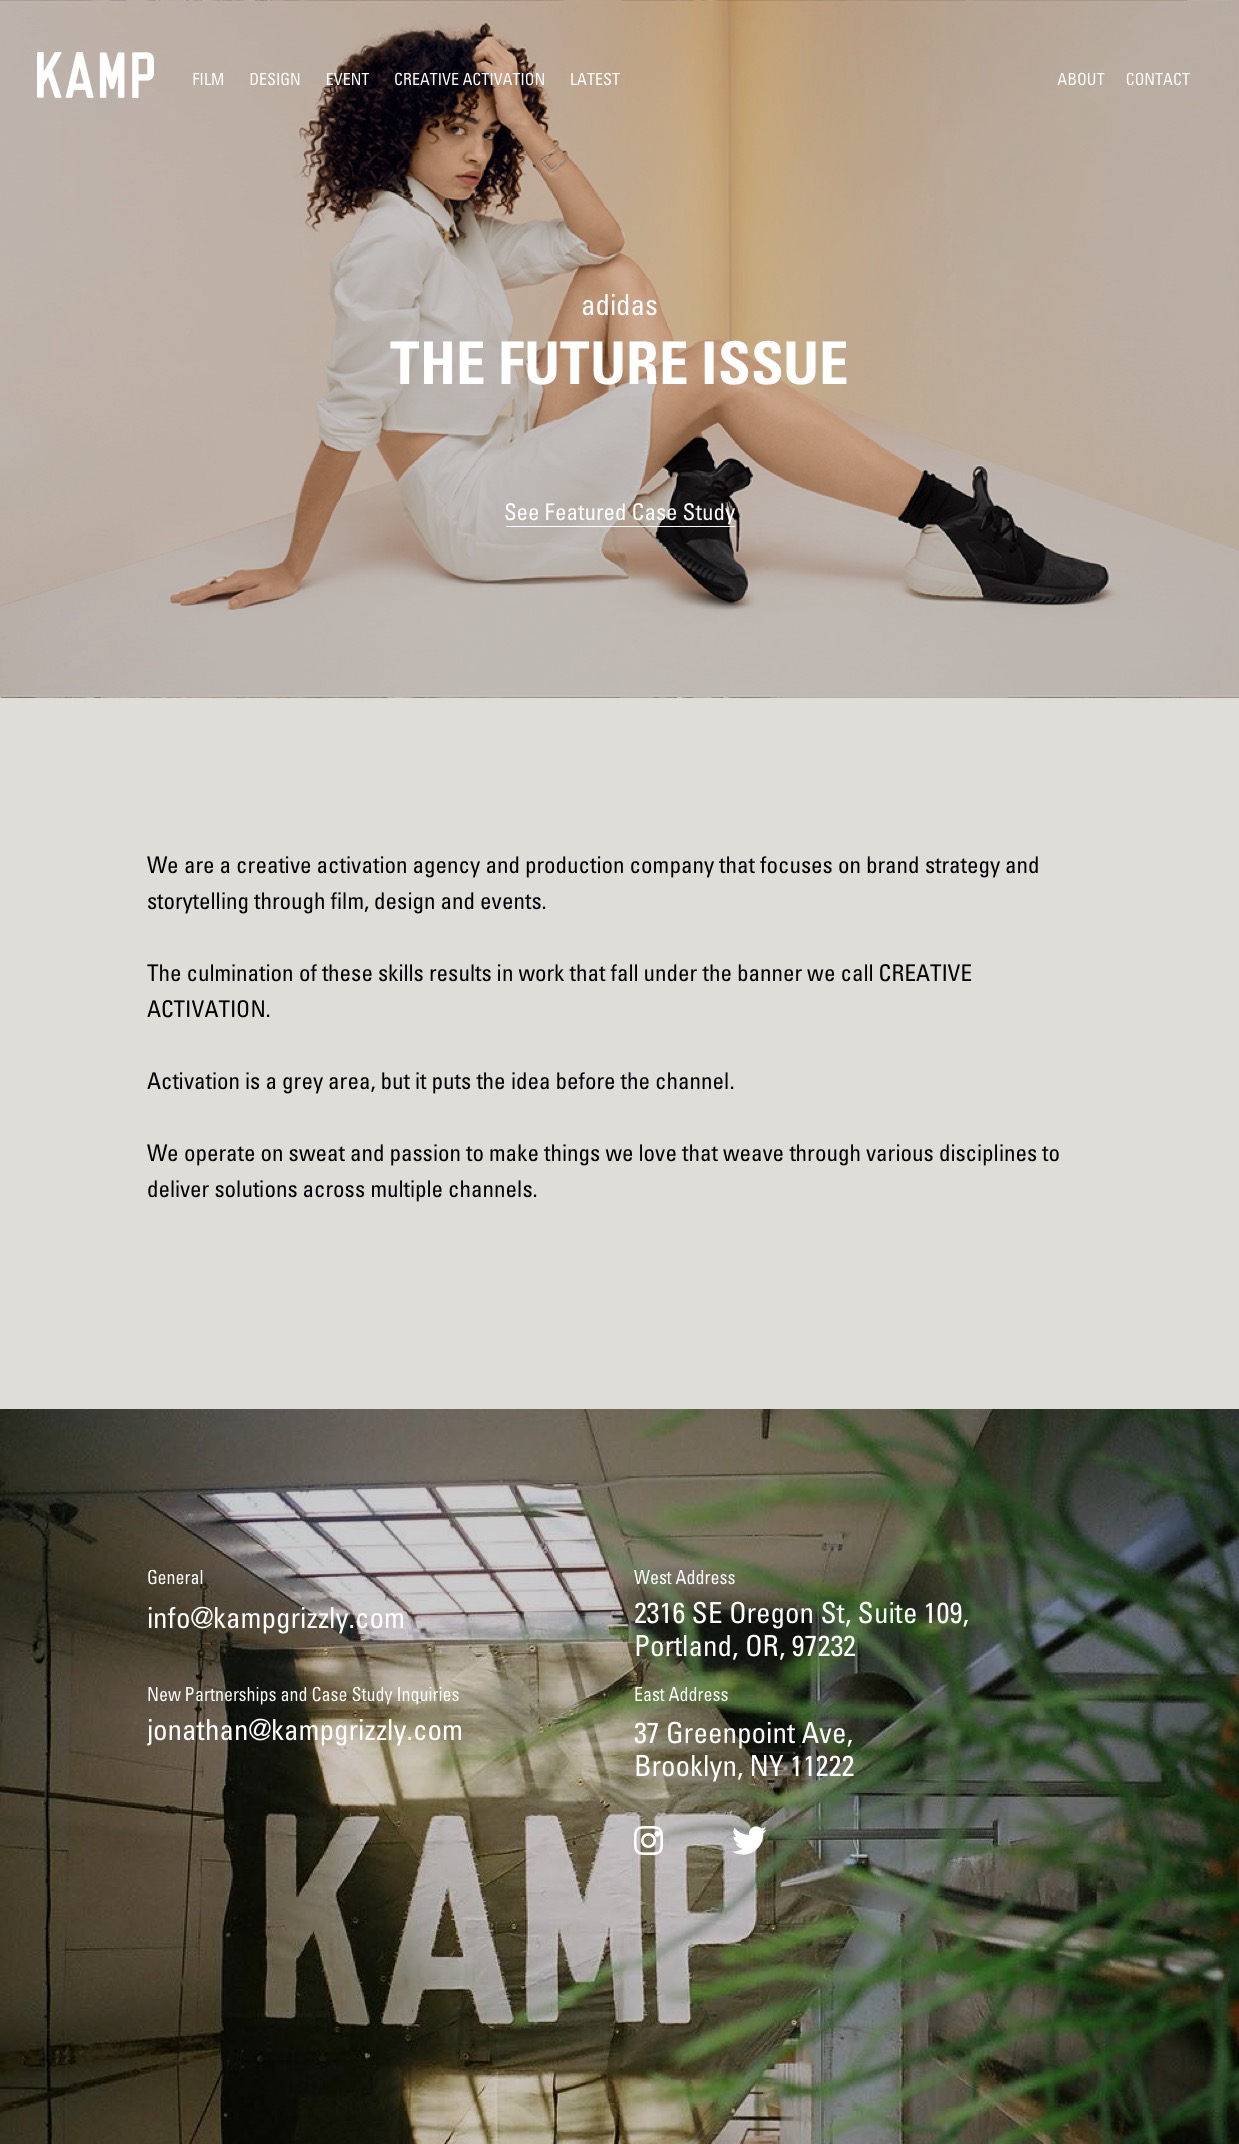 KAMP
FILM DESIGN EVENT CREATIVE ACTIVATION LATEST ABOUT CONTACT
adidas
THE FUTURE ISSUE
See Featured Case Study
We are a creative activation agency and production company that focuses on brand strategy and
storytelling through film, design and events.
The culmination of these skills results in work that fall under the banner we call CREATIVE
ACTIVATION.
Activation is a grey area, but it puts the idea before the channel.
We operate on sweat and passion to make things we love that weave through various disciplines to
deliver solutions across multiple channels.
General
info@kampgrizzly.com
New Partnerships and Case Study Inquiries
jonathan@kampgrizzly.com
West Address
2316 SE Oregon St, Suite 109,
Portland, OR, 97232
East Address
37 Greenpoint Ave,
Brooklyn, NY 11222
KAMP